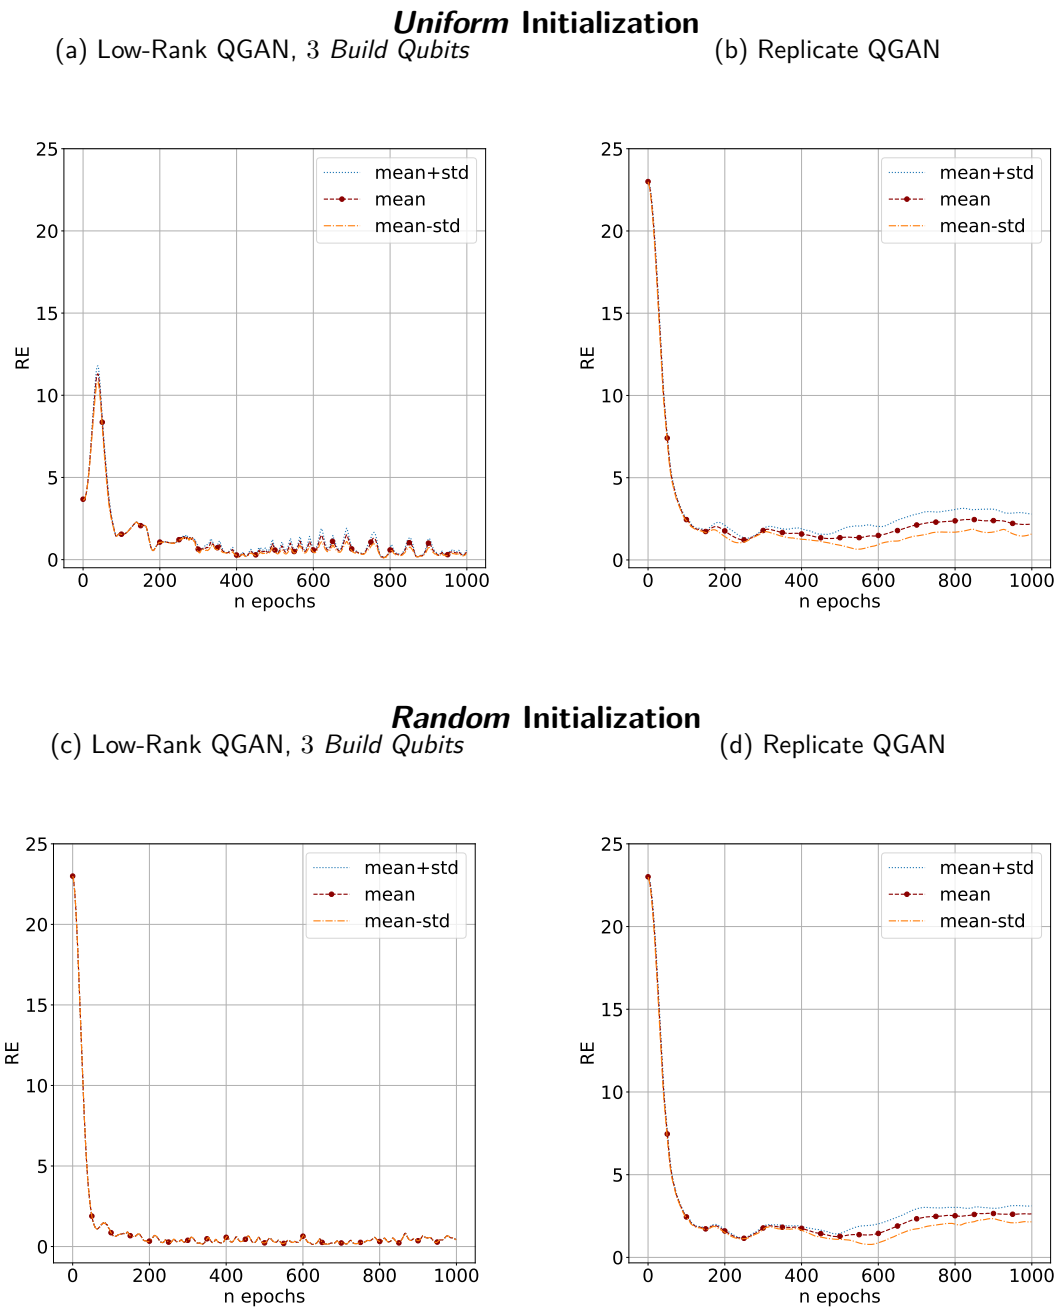 Uniform Initialization
(a) Low-Rank QGAN, 3 Build Qubits
(b) Replicate QGAN
25
20
15
10
5
0
RE
mean+std
mean
mean-std
0 200 400 600 800 1000
n epochs
25
20
15
10
5
0
RE
mean+std
mean
mean-std
0 200 400 600 800 1000
n epochs
Random Initialization
(c) Low-Rank QGAN, 3 Build Qubits
(d) Replicate QGAN
25
20
15
10
5
0
RE
mean+std
mean
mean-std
0 200 400 600 800 1000
n epochs
25
20
15
10
5
0
RE
mean+std
mean
mean-std
0 200 400 600 800 1000
n epochs